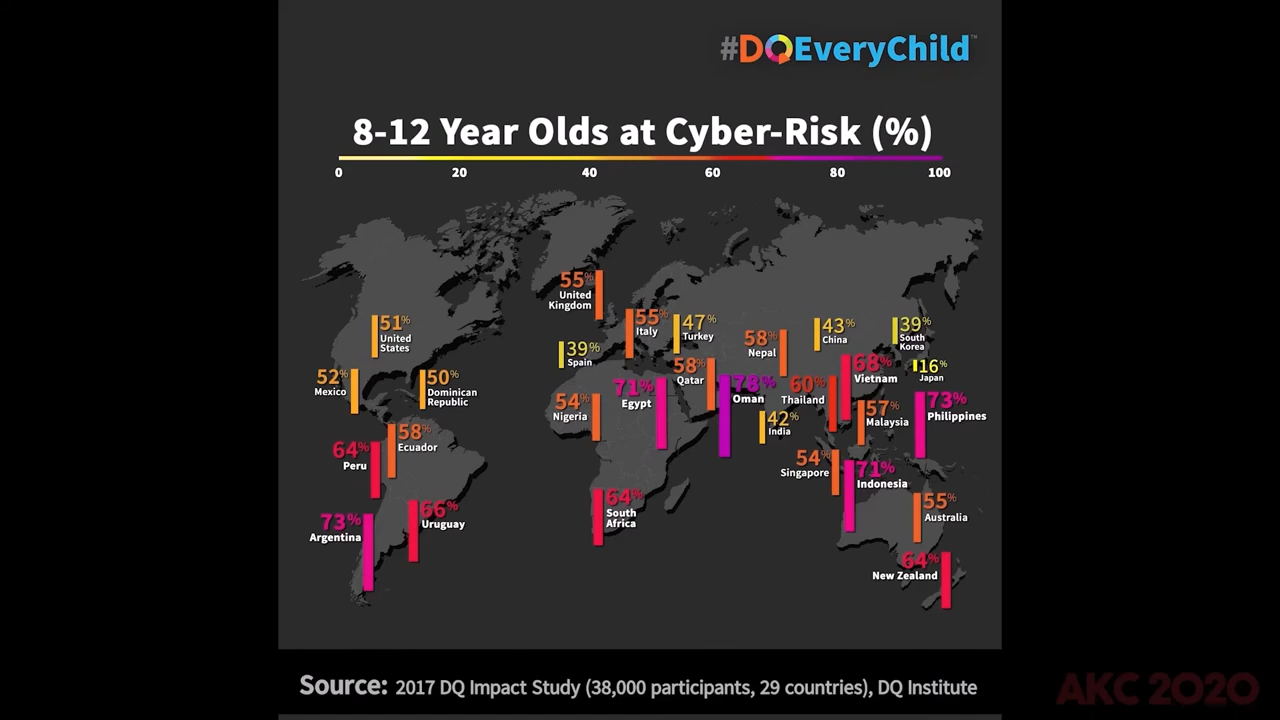 #DQEveryChild™
8-12 Year Olds at Cyber-Risk (%)
0 20 40 60 80 100
55%
United
Kingdom
51%
United
States
55%
Italy
47%
Turkey
39%
Spain
58%
Nepal
43%
China
39%
South
Korea
16%
Japan
52%
Mexico
50%
Dominican
Republic
58%
Qatar
71%
Egypt
78%
Oman
60%
Thailand
68%
Vietnam
54%
Nigeria
42%
India
57%
Malaysia
73%
Philippines
58%
Ecuador
64%
Peru
54%
Singapore
71%
Indonesia
66%
Uruguay
73%
Argentina
64%
South
Africa
55%
Australia
64%
New Zealand
Source: 2017 DQ Impact Study (38,000 participants, 29 countries), DQ Institute
AKC 2020